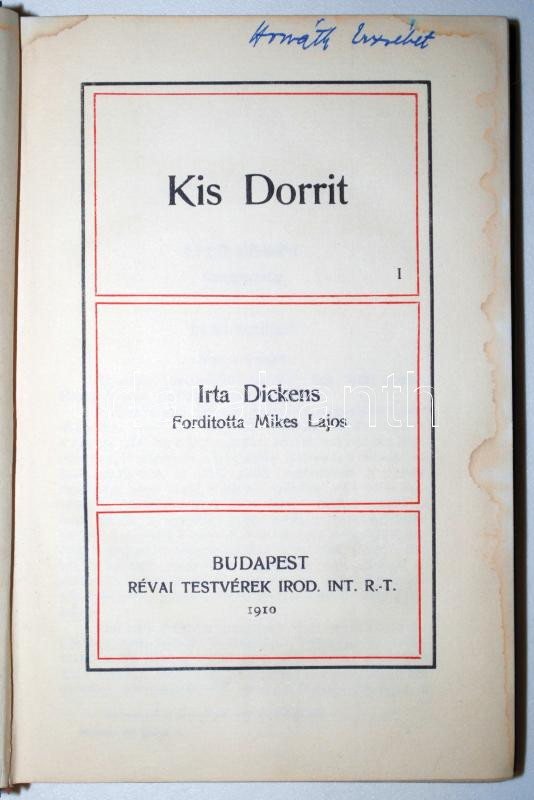 Horváth Erzsébet
Kis Dorrit
I
Irta Dickens
Forditotta Mikes Lajos
BUDAPEST
RÉVAI TESTVÉREK IROD. INT. R.-T.
1910